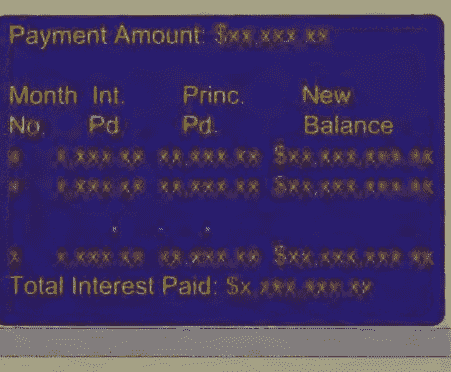 Payment Amount: $xx,xxx.xx
Month Int. Princ. New
No. Pd. Pd. Balance
x x,xxx.xx xx,xxx.xx $xx,xxx,xxx.xx
x x,xxx.xx xx,xxx.xx $xx,xxx,xxx.xx
. . .
x x,xxx.xx xx,xxx.xx $xx,xxx,xxx.xx
Total Interest Paid: $x,xxx,xxx.xx